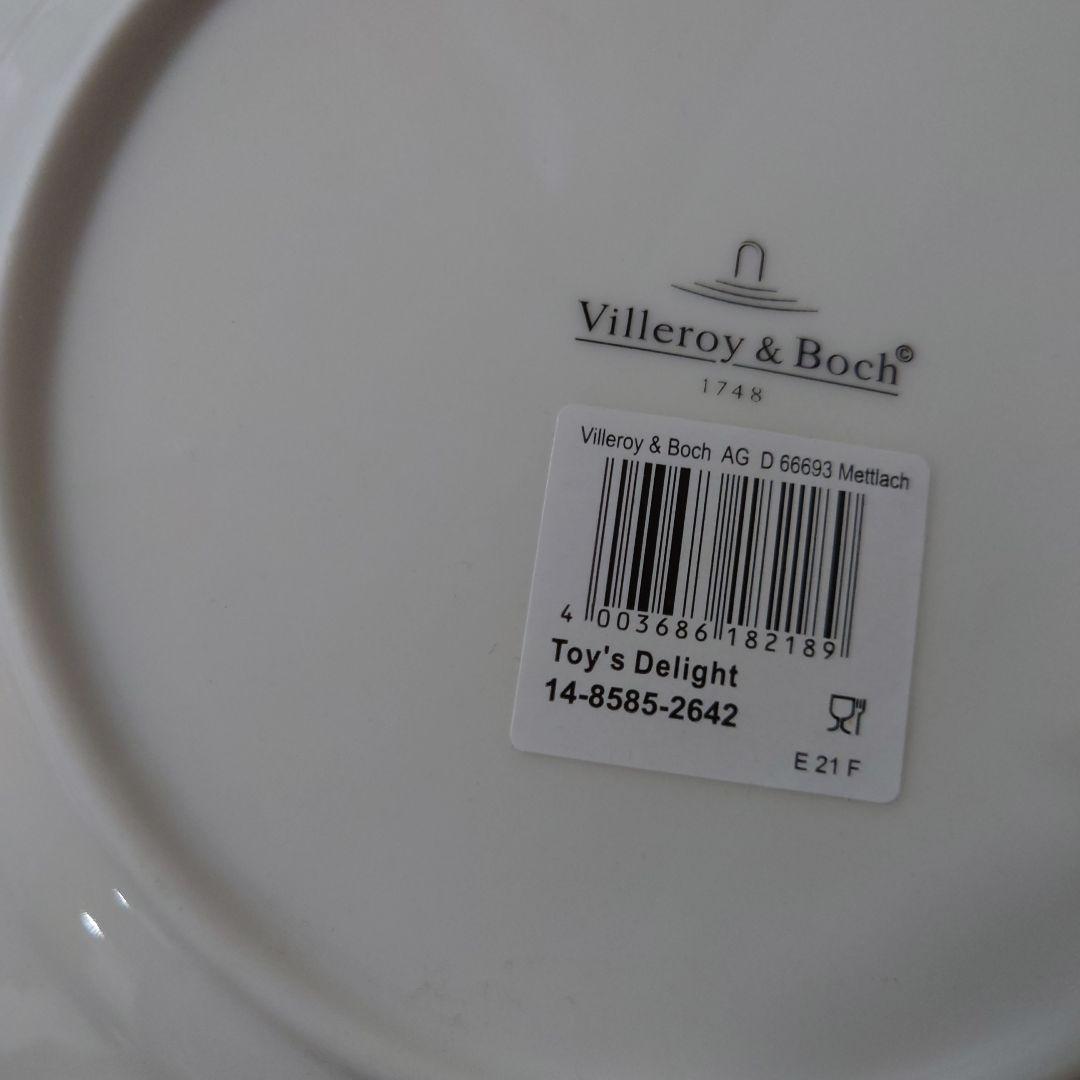 Villeroy & Boch©
1748
Villeroy & Boch AG D 66693 Mettlach
4 003686 182189
Toy's Delight
14-8585-2642
E 21 F